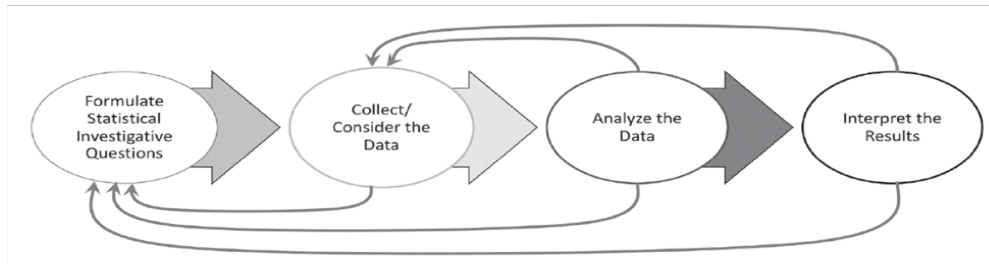 Formulate
Statistical
Investigative
Questions
Collect/
Consider the
Data
Analyze the
Data
Interpret the
Results